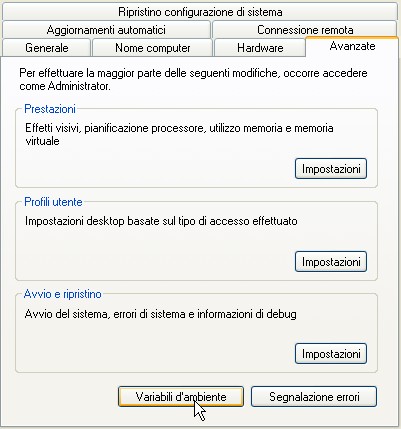 Ripristino configurazione di sistema
Aggiornamenti automatici
Connessione remota
Generale
Nome computer
Hardware
Avanzate
Per effettuare la maggior parte delle seguenti modifiche, occorre accedere
come Administrator.
Prestazioni
Effetti visivi, pianificazione processore, utilizzo memoria e memoria
virtuale
Impostazioni
Profili utente
Impostazioni desktop basate sul tipo di accesso effettuato
Impostazioni
Avvio e ripristino
Avvio del sistema, errori di sistema e informazioni di debug
Impostazioni
Variabili d'ambiente
Segnalazione errori